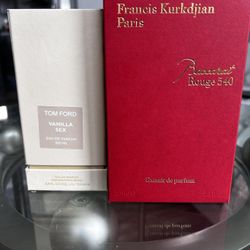 Francis Kurkdjian
Paris
Baccarat
Rouge 540
Extrait de parfum
TOM FORD
VANILLA
SEX
EAU DE PARFUM